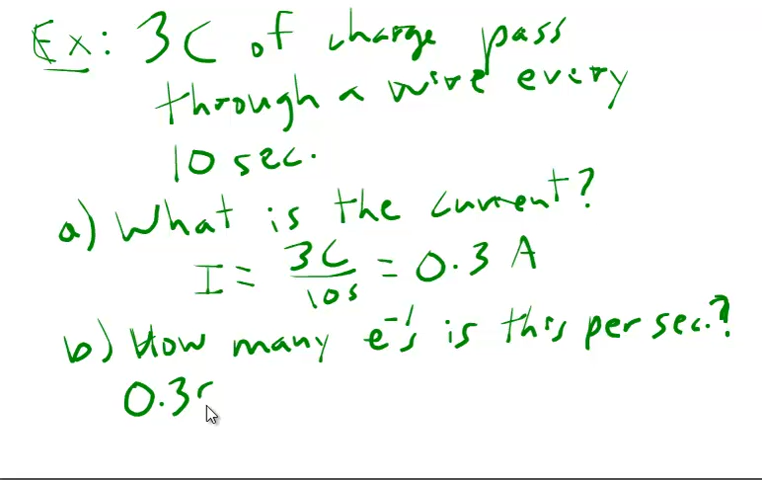 Ex: 3C of charge pass
through a wire every
10 sec.
a) What is the current?
I = 3C/10s = 0.3 A
b) How many e⁻'s is this per sec.?
0.3